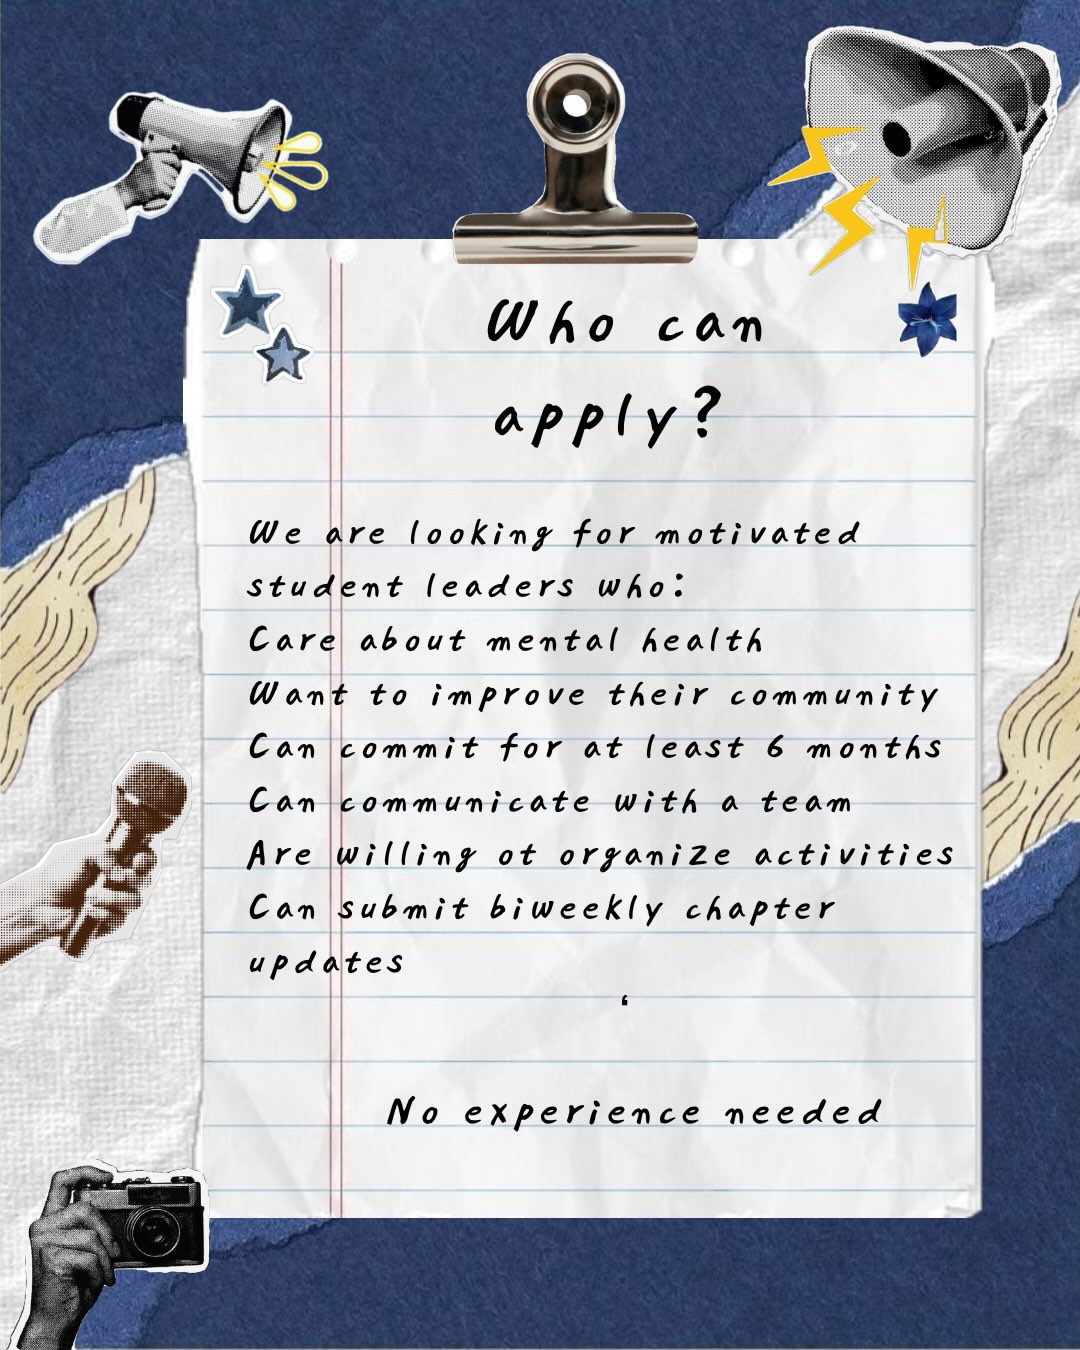 Who can
apply?
We are looking for motivated
student leaders who:
Care about mental health
Want to improve their community
Can commit for at least 6 months
Can communicate with a team
Are willing ot organize activities
Can submit biweekly chapter
updates
‘
No experience needed